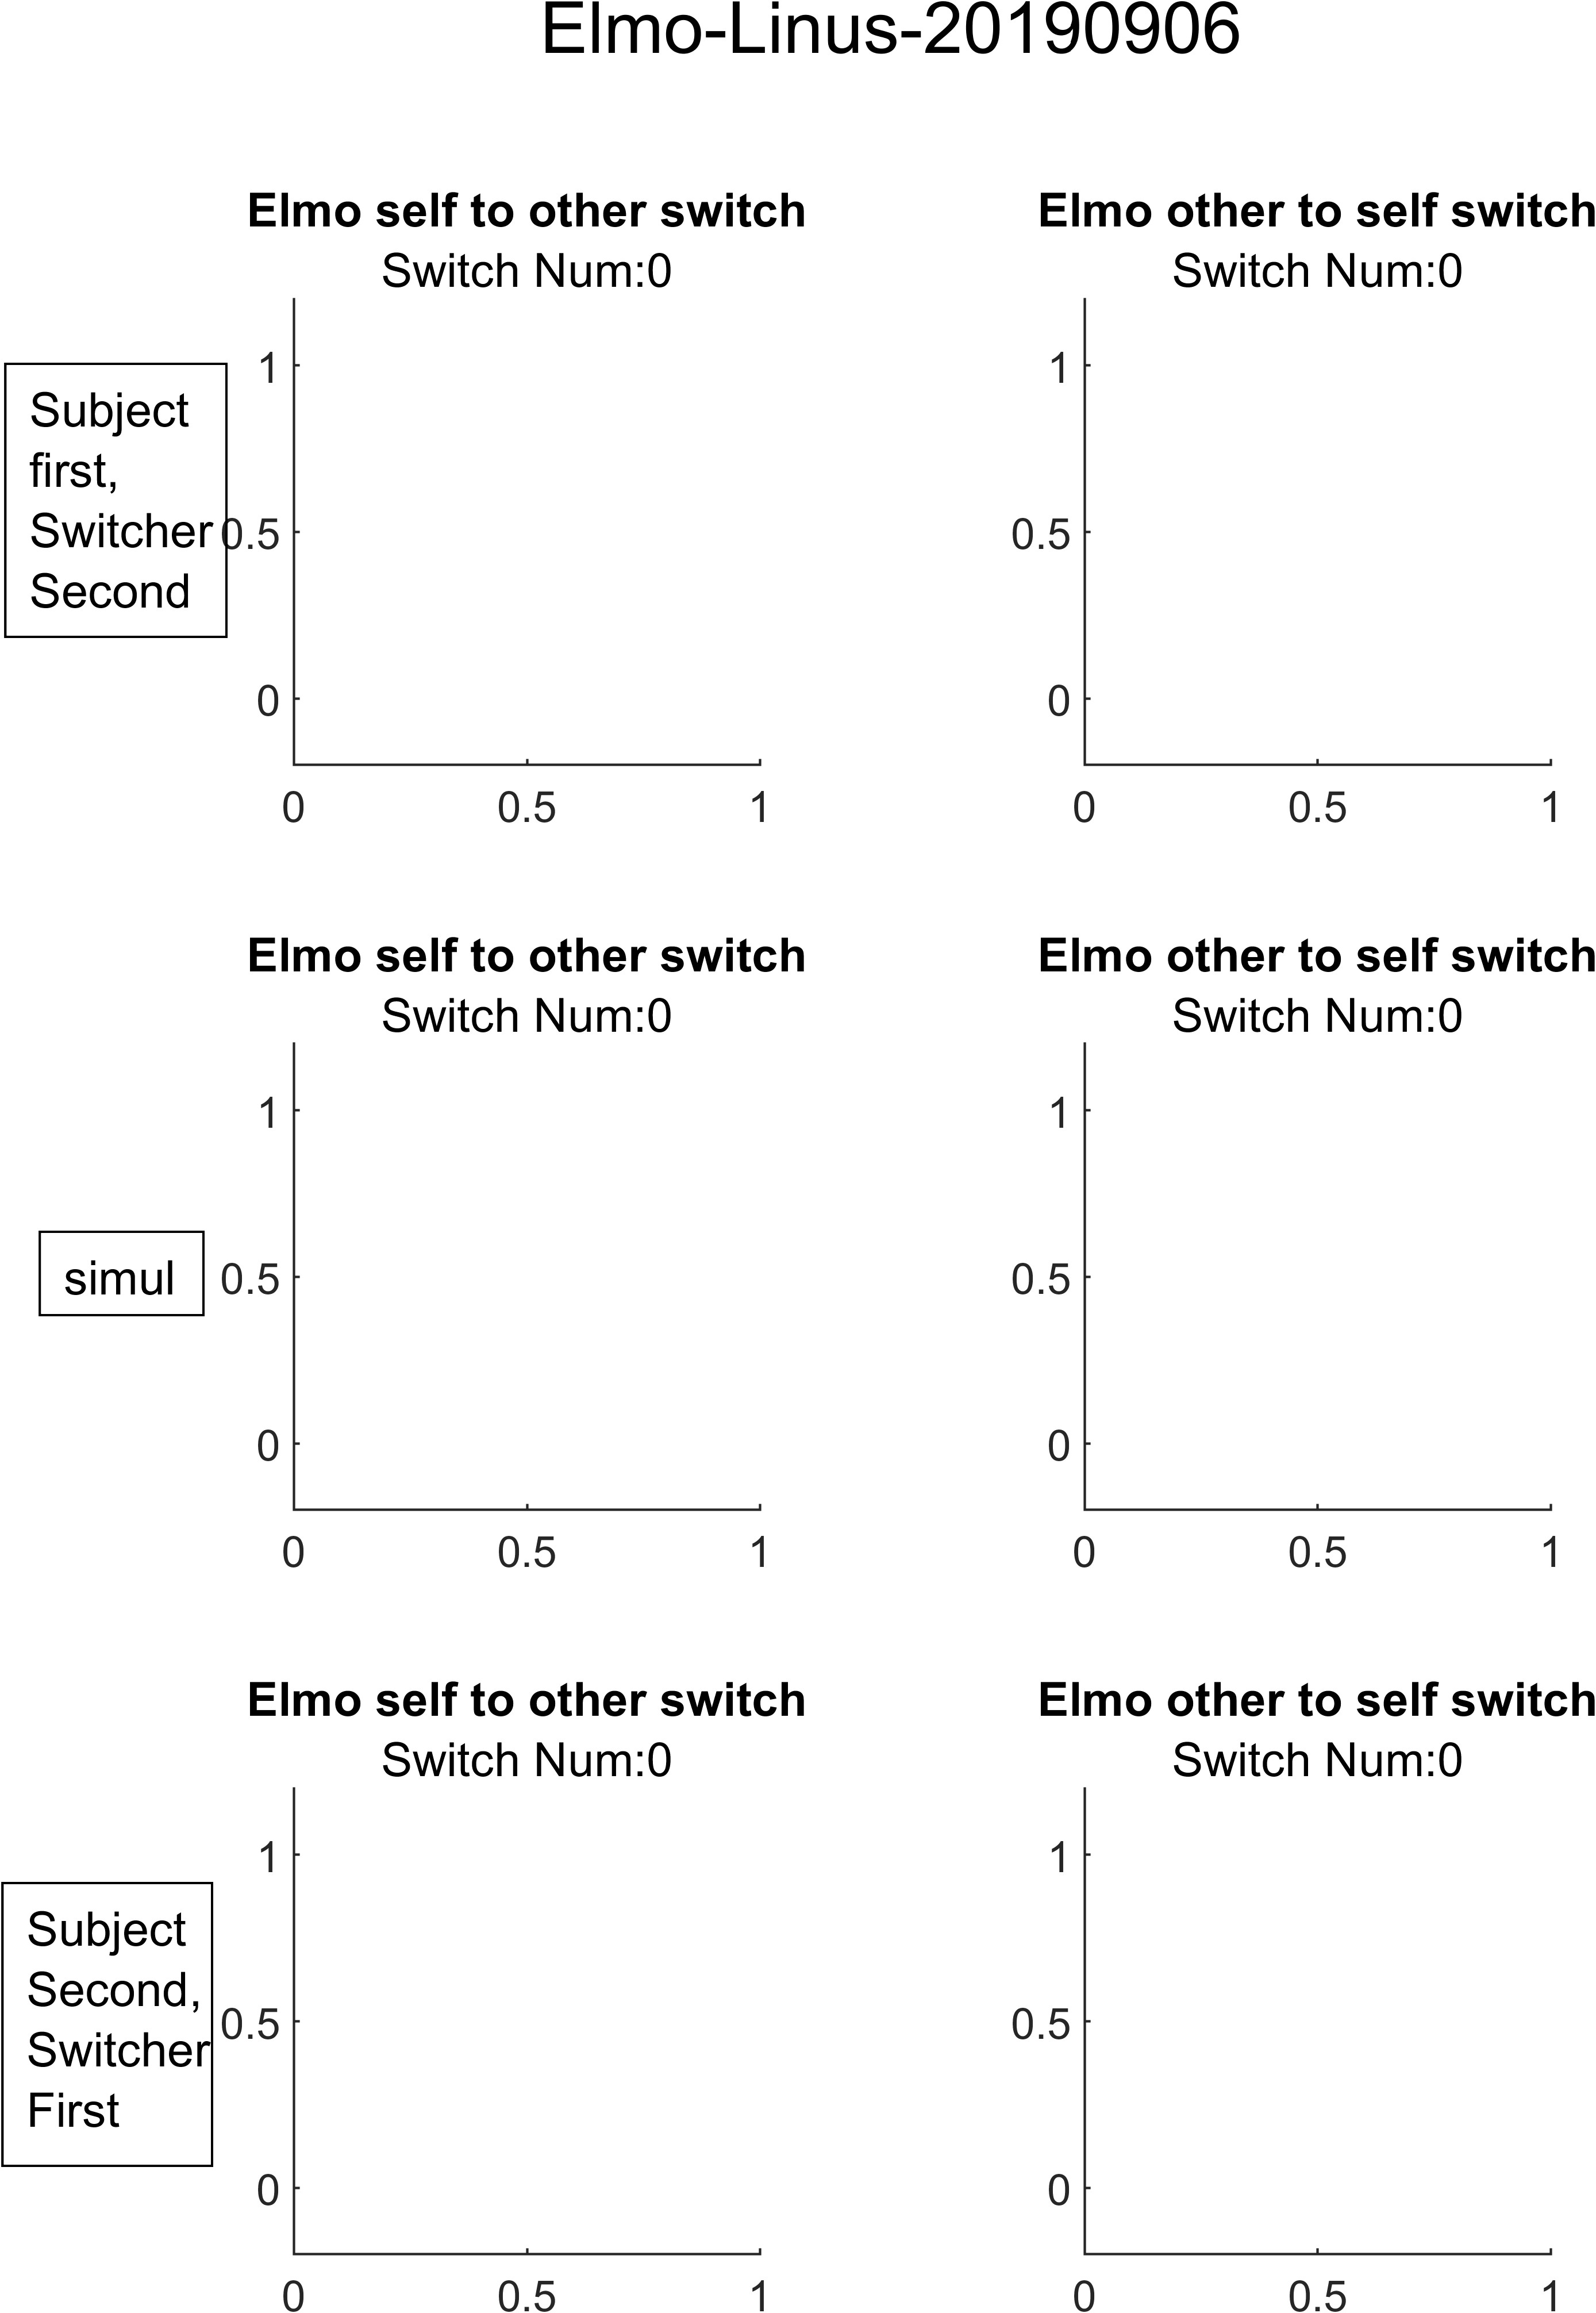 Elmo-Linus-20190906
Elmo self to other switch
Switch Num:0
Elmo other to self switch
Switch Num:0
Subject
first,
Switcher
Second
1
0.5
0
0 0.5 1
1
0.5
0
0 0.5 1
Elmo self to other switch
Switch Num:0
Elmo other to self switch
Switch Num:0
simul
1
0.5
0
0 0.5 1
1
0.5
0
0 0.5 1
Elmo self to other switch
Switch Num:0
Elmo other to self switch
Switch Num:0
Subject
Second,
Switcher
First
1
0.5
0
0 0.5 1
1
0.5
0
0 0.5 1